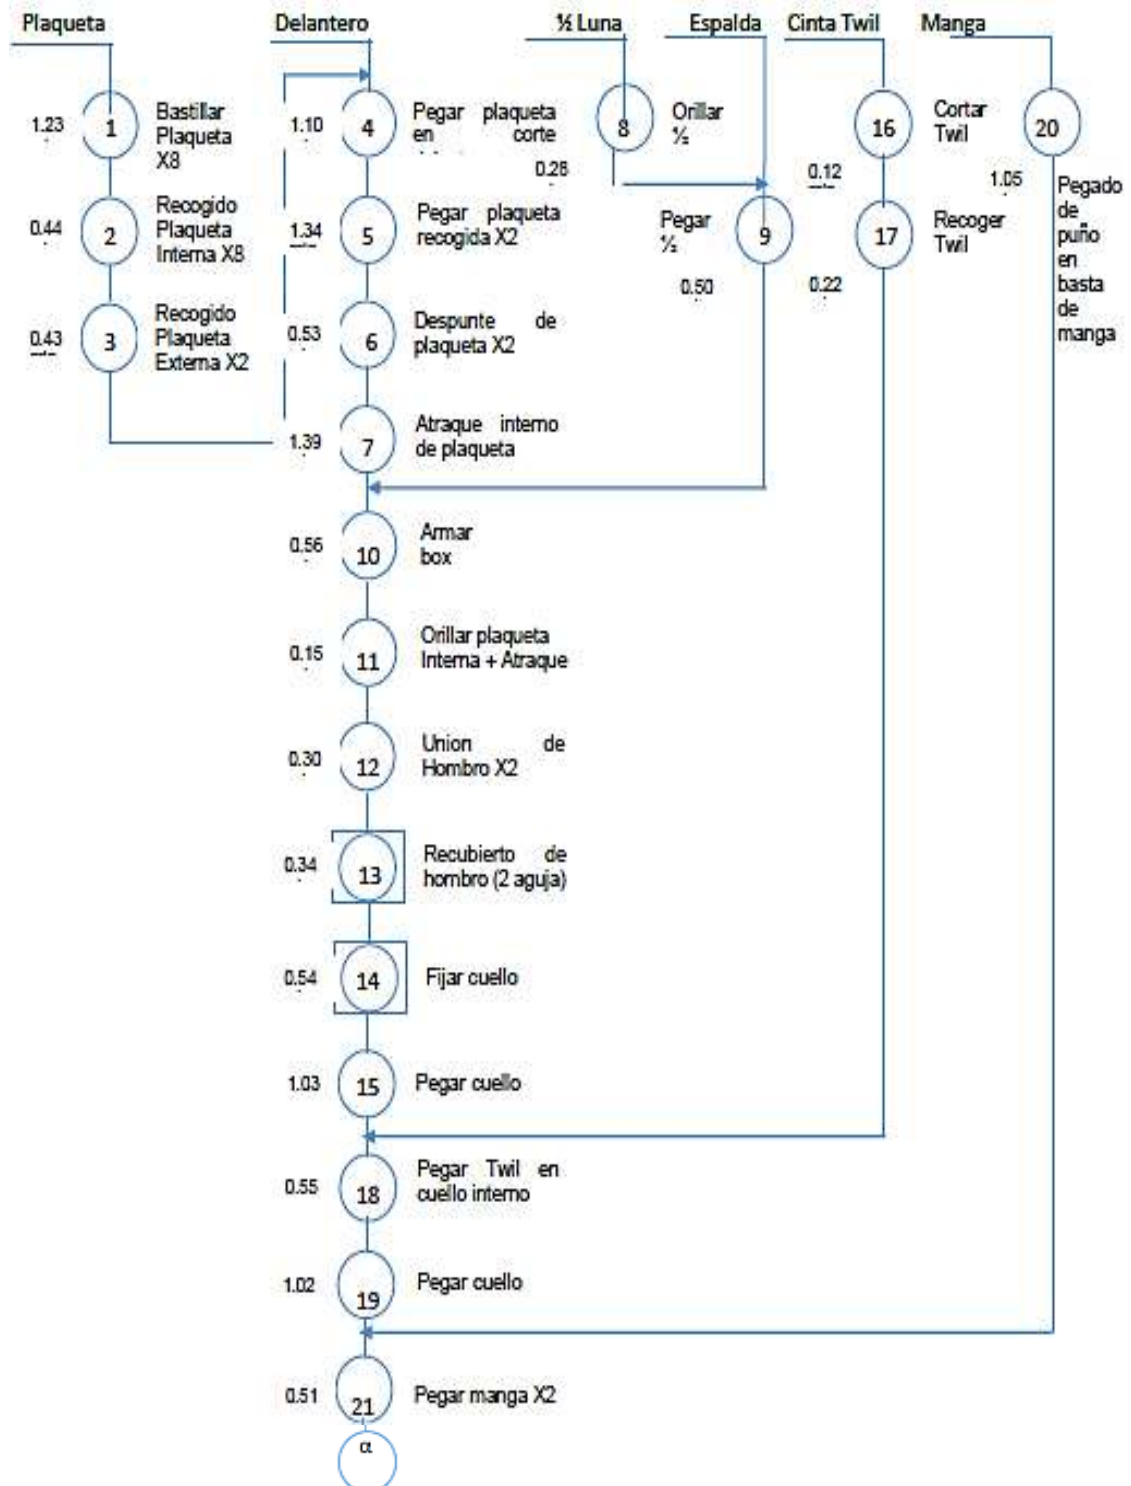 Plaqueta
Delantero
½ Luna
Espalda
Cinta Twil
Manga
1.23
1
Bastillar
Plaqueta
X8
0.44
2
Recogido
Plaqueta
Interna X8
0.43
3
Recogido
Plaqueta
Externa X2
1.10
4
Pegar plaqueta
en corte
1.34
5
Pegar plaqueta
recogida X2
0.53
6
Despunte de
plaqueta X2
1.39
7
Atraque interno
de plaqueta
8
Orillar
½
0.28
Pegar
½
9
0.50
16
Cortar
Twil
0.12
17
Recoger
Twil
0.22
20
1.05
Pegado
de
puño
en
basta
de
manga
0.56
10
Armar
box
0.15
11
Orillar plaqueta
Interna + Atraque
0.30
12
Union de
Hombro X2
0.34
13
Recubierto de
hombro (2 aguja)
0.54
14
Fijar cuello
1.03
15
Pegar cuello
0.55
18
Pegar Twil en
cuello interno
1.02
19
Pegar cuello
0.51
21
Pegar manga X2
α